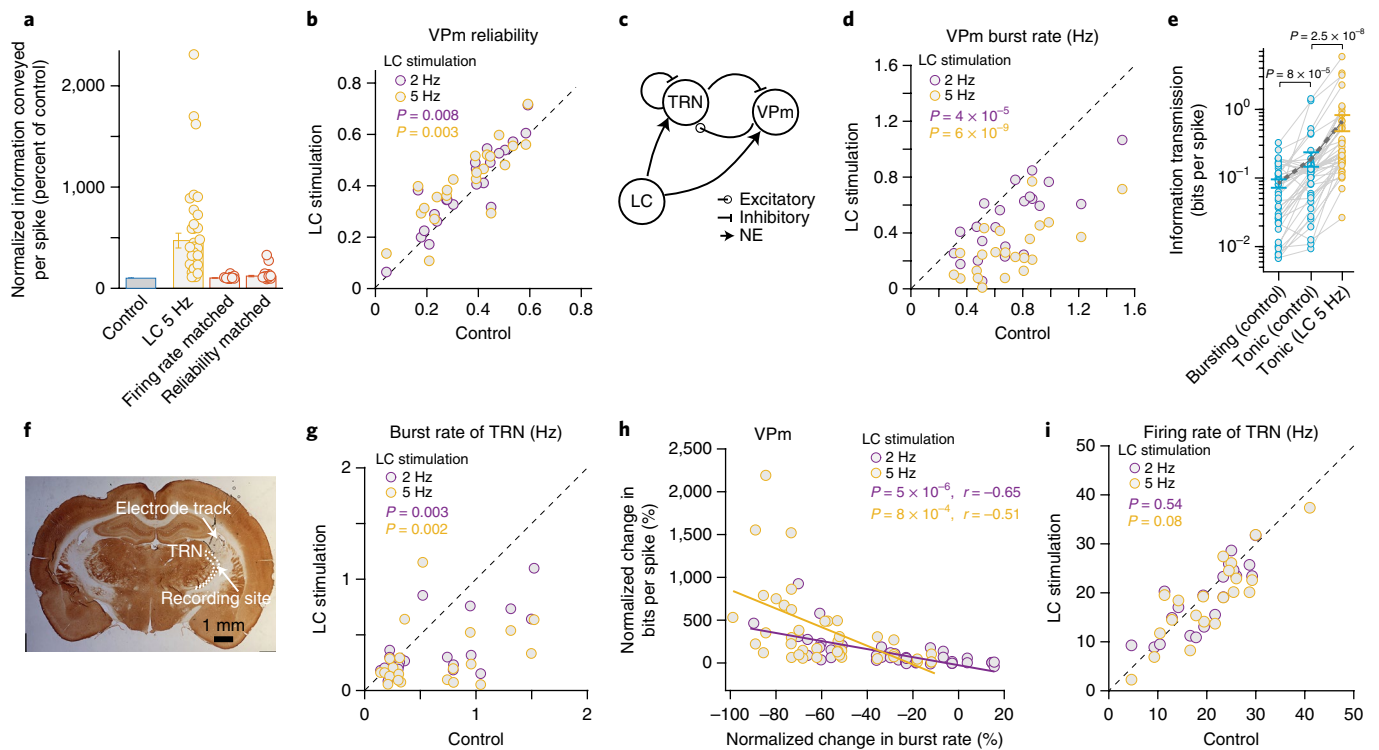 a
Normalized information conveyed
per spike (percent of control)
2,000
1,000
0
Control
LC 5 Hz
Firing rate matched
Reliability matched
b
VPm reliability
LC stimulation
2 Hz
5 Hz
P = 0.008
P = 0.003
LC stimulation
0.8
0.6
0.4
0.2
0
0 0.2 0.4 0.6 0.8
Control
c
TRN
VPm
LC
Excitatory
Inhibitory
NE
d
VPm burst rate (Hz)
LC stimulation
2 Hz
5 Hz
P = 4 × 10⁻⁵
P = 6 × 10⁻⁹
LC stimulation
1.6
1.2
0.8
0.4
0
0 0.4 0.8 1.2 1.6
Control
e
P = 2.5 × 10⁻⁸
P = 8 × 10⁻⁵
Information transmission
(bits per spike)
10⁰
10⁻¹
10⁻²
Bursting (control)
Tonic (control)
Tonic (LC 5 Hz)
f
Electrode track
TRN
Recording site
1 mm
g
Burst rate of TRN (Hz)
LC stimulation
2 Hz
5 Hz
P = 0.003
P = 0.002
LC stimulation
2
1
0
0 1 2
Control
h
VPm
LC stimulation
2 Hz
5 Hz
P = 5 × 10⁻⁶, r = –0.65
P = 8 × 10⁻⁴, r = –0.51
Normalized change in
bits per spike (%)
2,500
2,000
1,500
1,000
500
0
–100 –80 –60 –40 –20 0 20
Normalized change in burst rate (%)
i
Firing rate of TRN (Hz)
LC stimulation
2 Hz
5 Hz
P = 0.54
P = 0.08
LC stimulation
50
40
30
20
10
0
0 10 20 30 40 50
Control